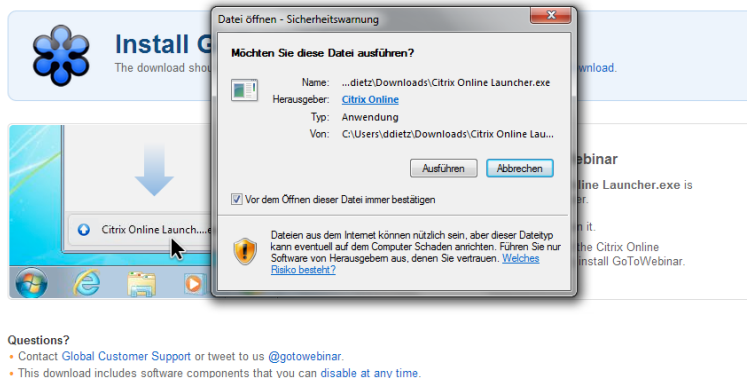 Datei öffnen - Sicherheitswarnung
Install G
The download shou
wnload.
Möchten Sie diese Datei ausführen?
Name: ...dietz\Downloads\Citrix Online Launcher.exe
Herausgeber: Citrix Online
Typ: Anwendung
Von: C:\Users\ddietz\Downloads\Citrix Online Lau...
Ausführen Abbrechen
Vor dem Öffnen dieser Datei immer bestätigen
Dateien aus dem Internet können nützlich sein, aber dieser Dateityp
kann eventuell auf dem Computer Schaden anrichten. Führen Sie nur
Software von Herausgebern aus, denen Sie vertrauen. Welches
Risiko besteht?
Citrix Online Launch....e
ebinar
line Launcher.exe is
er.
n it.
the Citrix Online
install GoToWebinar.
Questions?
• Contact Global Customer Support or tweet to us @gotowebinar.
• This download includes software components that you can disable at any time.